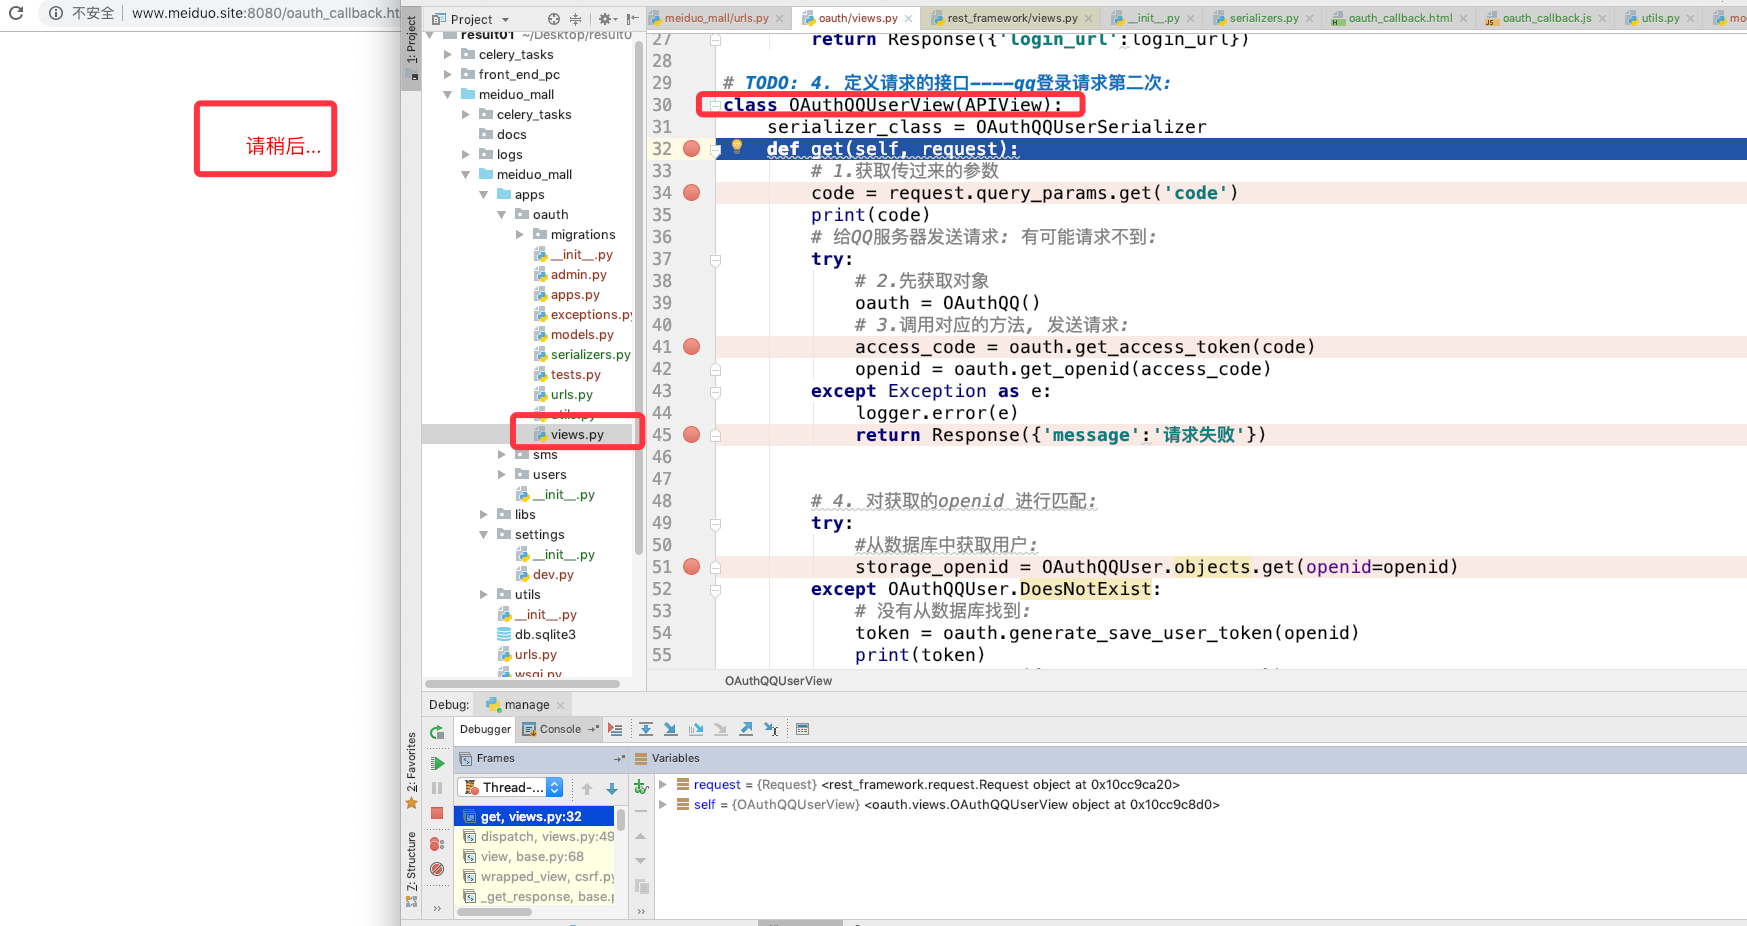 不安全 www.meiduo.site:8080/oauth_callback.ht
请稍后...
1: Project
2: Favorites
7: Structure
Project
result01 ~/Desktop/result0
celery_tasks
front_end_pc
meiduo_mall
celery_tasks
docs
logs
meiduo_mall
apps
oauth
migrations
__init__.py
admin.py
apps.py
exceptions.py
models.py
serializers.py
tests.py
urls.py
utils.py
views.py
sms
users
__init__.py
libs
settings
__init__.py
dev.py
utils
__init__.py
db.sqlite3
urls.py
wsgi.py
meiduo_mall/urls.py oauth/views.py rest_framework/views.py __init__.py serializers.py oauth_callback.html oauth_callback.js utils.py mo
27 return Response({'login_url':login_url})
28
29 # TODO: 4. 定义请求的接口----qq登录请求第二次:
30 class OAuthQQUserView(APIView):
31 serializer_class = OAuthQQUserSerializer
32 def get(self, request):
33 # 1.获取传过来的参数
34 code = request.query_params.get('code')
35 print(code)
36 # 给QQ服务器发送请求: 有可能请求不到:
37 try:
38 # 2.先获取对象
39 oauth = OAuthQQ()
40 # 3.调用对应的方法, 发送请求:
41 access_code = oauth.get_access_token(code)
42 openid = oauth.get_openid(access_code)
43 except Exception as e:
44 logger.error(e)
45 return Response({'message':'请求失败'})
46
47
48 # 4. 对获取的openid 进行匹配:
49 try:
50 #从数据库中获取用户:
51 storage_openid = OAuthQQUser.objects.get(openid=openid)
52 except OAuthQQUser.DoesNotExist:
53 # 没有从数据库找到:
54 token = oauth.generate_save_user_token(openid)
55 print(token)
OAuthQQUserView
Debug: manage
Debugger Console
Frames
Variables
Thread-...
get, views.py:32
dispatch, views.py:49
view, base.py:68
wrapped_view, csrf.py
_get_response, base.p
request = {Request} <rest_framework.request.Request object at 0x10cc9ca20>
self = {OAuthQQUserView} <oauth.views.OAuthQQUserView object at 0x10cc9c8d0>